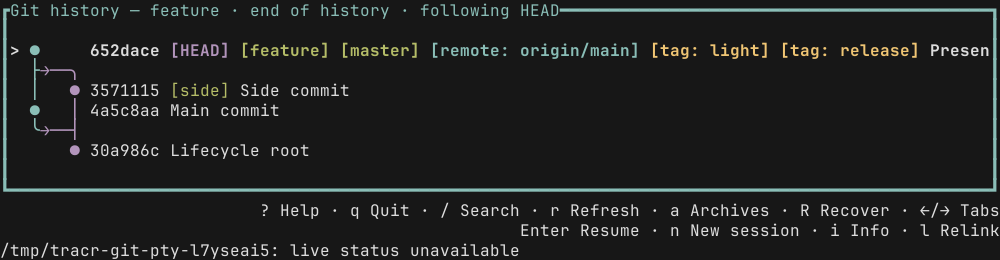 Git history — feature · end of history · following HEAD
> ● 652dace [HEAD] [feature] [master] [remote: origin/main] [tag: light] [tag: release] Presen
● 3571115 [side] Side commit
● 4a5c8aa Main commit
● 30a986c Lifecycle root
? Help · q Quit · / Search · r Refresh · a Archives · R Recover · ←/→ Tabs
Enter Resume · n New session · i Info · l Relink
/tmp/tracr-git-pty-l7yseai5: live status unavailable